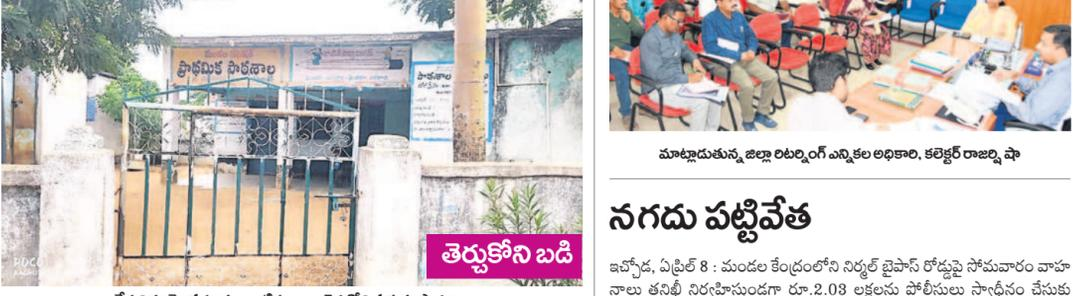 ప్రాథమిక పాఠశాల
పాఠశాల
తెర్చుకోని బడి
మాట్లాడుతున్న జిల్లా రిటర్నింగ్ ఎన్నికల అధికారి, కలెక్టర్ రాజర్షి షా
నగదు పట్టివేత
ఇచ్చోడ, ఏప్రిల్ 8 : మండల కేంద్రంలోని నిర్మల్ బైపాస్ రోడ్డుపై సోమవారం వాహ
నాలు తనిఖీ నిర్వహిస్తుండగా రూ.2.03 లక్షలను పోలీసులు స్వాధీనం చేసుకు